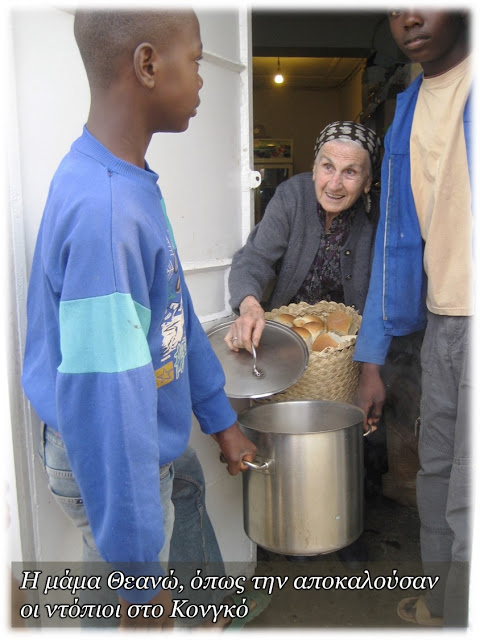 Η μάμα Θεανώ, όπως την αποκαλούσαν
οι ντόπιοι στο Κονγκό